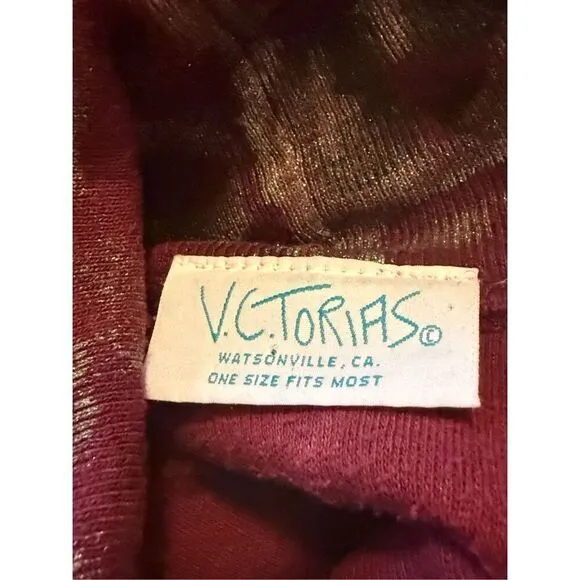 V.C.TORIAS©
WATSONVILLE, CA.
ONE SIZE FITS MOST